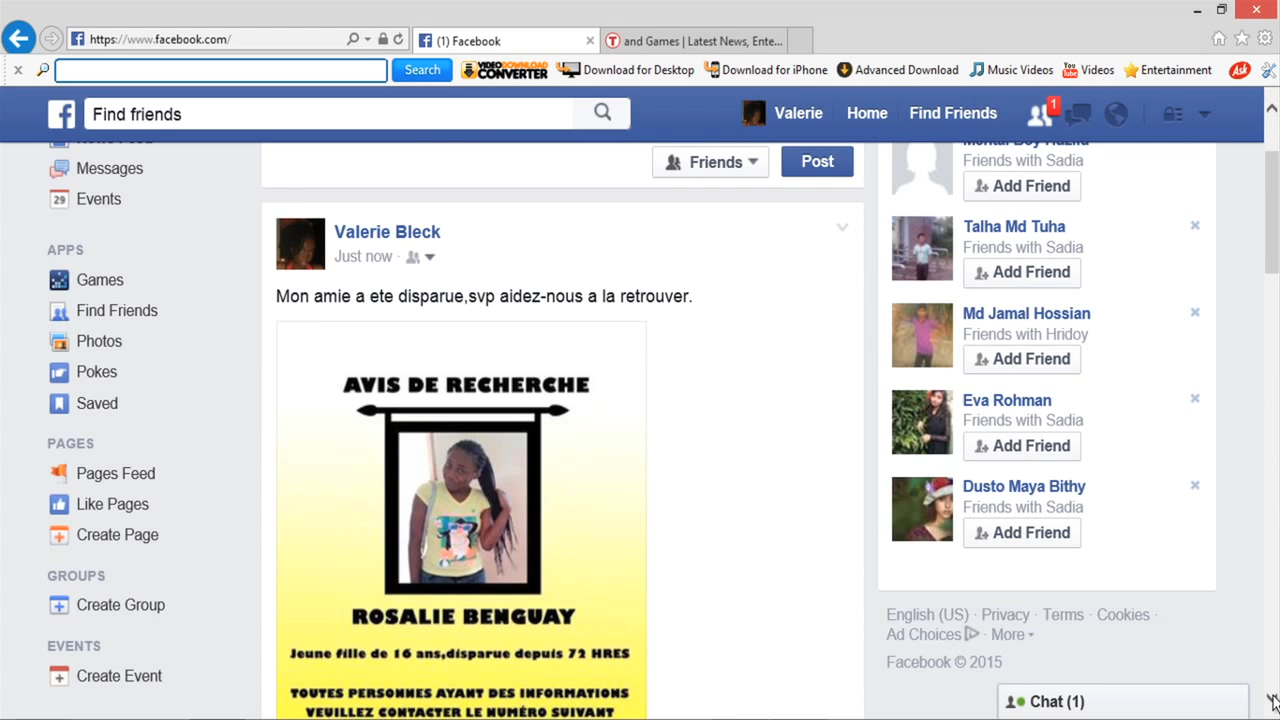 https://www.facebook.com/
(1) Facebook
and Games | Latest News, Ente...
Search
VIDEO DOWNLOAD CONVERTER
Download for Desktop
Download for iPhone
Advanced Download
Music Videos
You Tube
Videos
Entertainment
Ask
Find friends
Valerie
Home
Find Friends
1
Messages
29
Events
APPS
Games
Find Friends
Photos
Pokes
Saved
PAGES
Pages Feed
Like Pages
Create Page
GROUPS
Create Group
EVENTS
Create Event
Friends
Post
Valerie Bleck
Just now ·
Mon amie a ete disparue,svp aidez-nous a la retrouver.
AVIS DE RECHERCHE
ROSALIE BENGUAY
Jeune fille de 16 ans,disparue depuis 72 HRES
TOUTES PERSONNES AYANT DES INFORMATIONS
VEUILLEZ CONTACTER LE NUMÉRO SUIVANT
Friends with Sadia
Add Friend
Talha Md Tuha
Friends with Sadia
Add Friend
Md Jamal Hossian
Friends with Hridoy
Add Friend
Eva Rohman
Friends with Sadia
Add Friend
Dusto Maya Bithy
Friends with Sadia
Add Friend
English (US) · Privacy · Terms · Cookies ·
Ad Choices · More
Facebook © 2015
Chat (1)